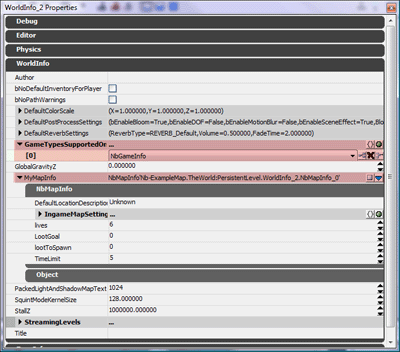 WorldInfo_2 Properties
Debug
Editor
Physics
WorldInfo
Author
bNoDefaultInventoryForPlayer
bNoPathWarnings
DefaultColorScale (X=1.000000,Y=1.000000,Z=1.000000)
DefaultPostProcessSettings (bEnableBloom=True,bEnableDOF=False,bEnableMotionBlur=False,bEnableSceneEffect=True,Blo
DefaultReverbSettings (ReverbType=REVERB_Default,Volume=0.500000,FadeTime=2.000000)
GameTypesSupportedOn ...
[0] NbGameInfo
GlobalGravityZ 0.000000
MyMapInfo NbMapInfo'Nb-ExampleMap.TheWorld:PersistentLevel.WorldInfo_2.NbMapInfo_0'
NbMapInfo
DefaultLocationDescriptio Unknown
IngameMapSetting ...
lives 6
LootGoal 0
lootToSpawn 0
TimeLimit 5
Object
PackedLightAndShadowMapText 1024
SquintModeKernelSize 128.000000
StallZ 1000000.000000
StreamingLevels ...
Title